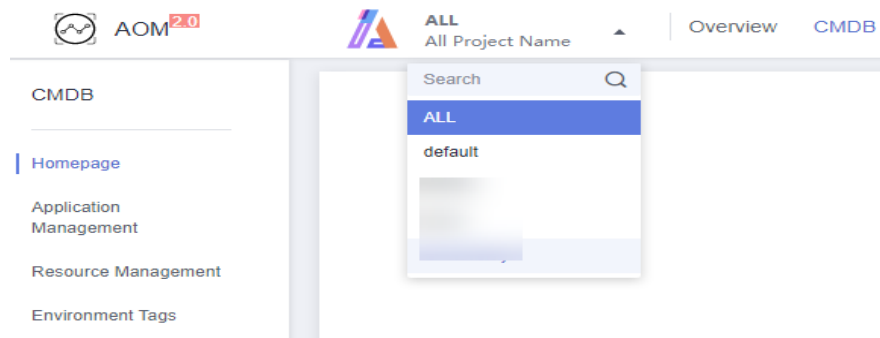 AOM2.0
ALL
All Project Name
Overview
CMDB
CMDB
Homepage
Application
Management
Resource Management
Environment Tags
Search
ALL
default